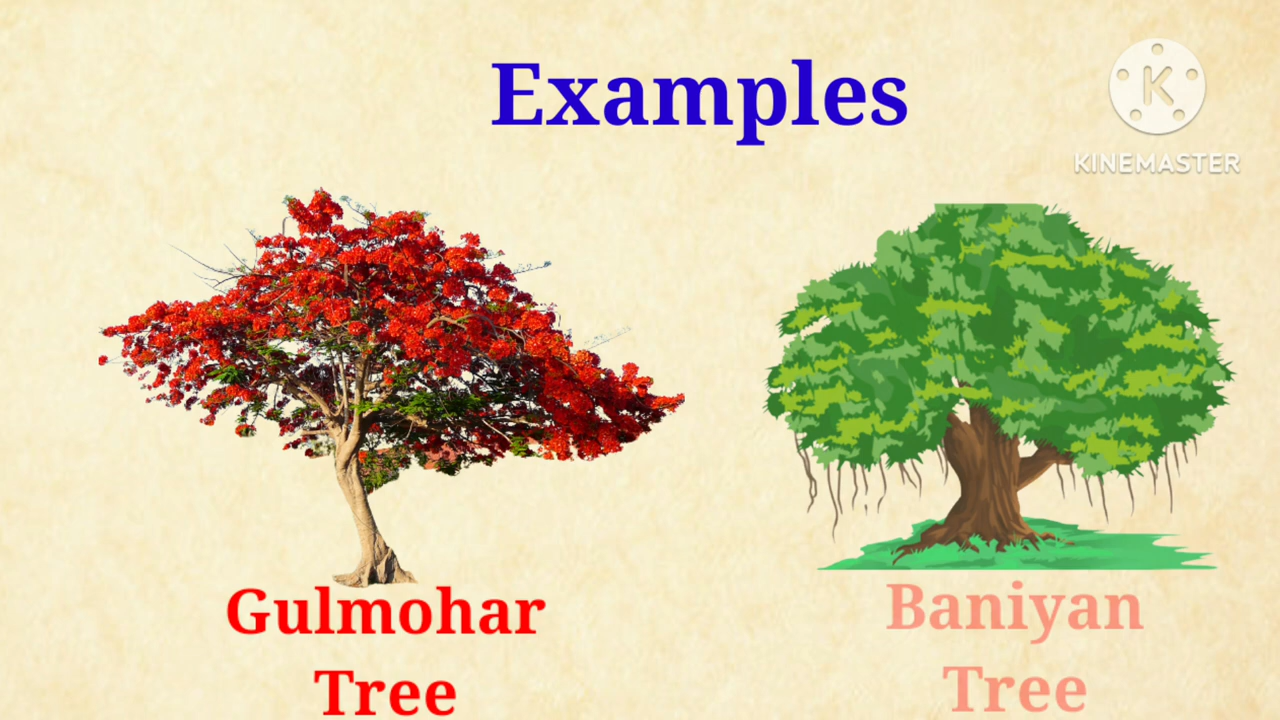 Examples
K
KINEMASTER
Gulmohar
Tree
Baniyan
Tree